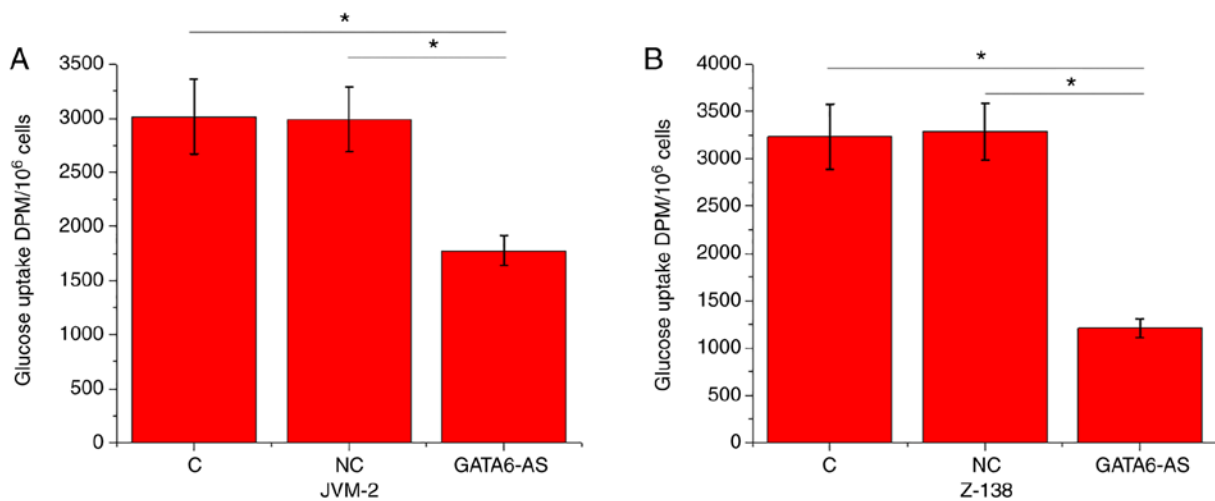 A
*
*
Glucose uptake DPM/10⁶ cells
3500
3000
2500
2000
1500
1000
500
0
C NC GATA6-AS
JVM-2
B
*
*
Glucose uptake DPM/10⁶ cells
4000
3500
3000
2500
2000
1500
1000
500
0
C NC GATA6-AS
Z-138